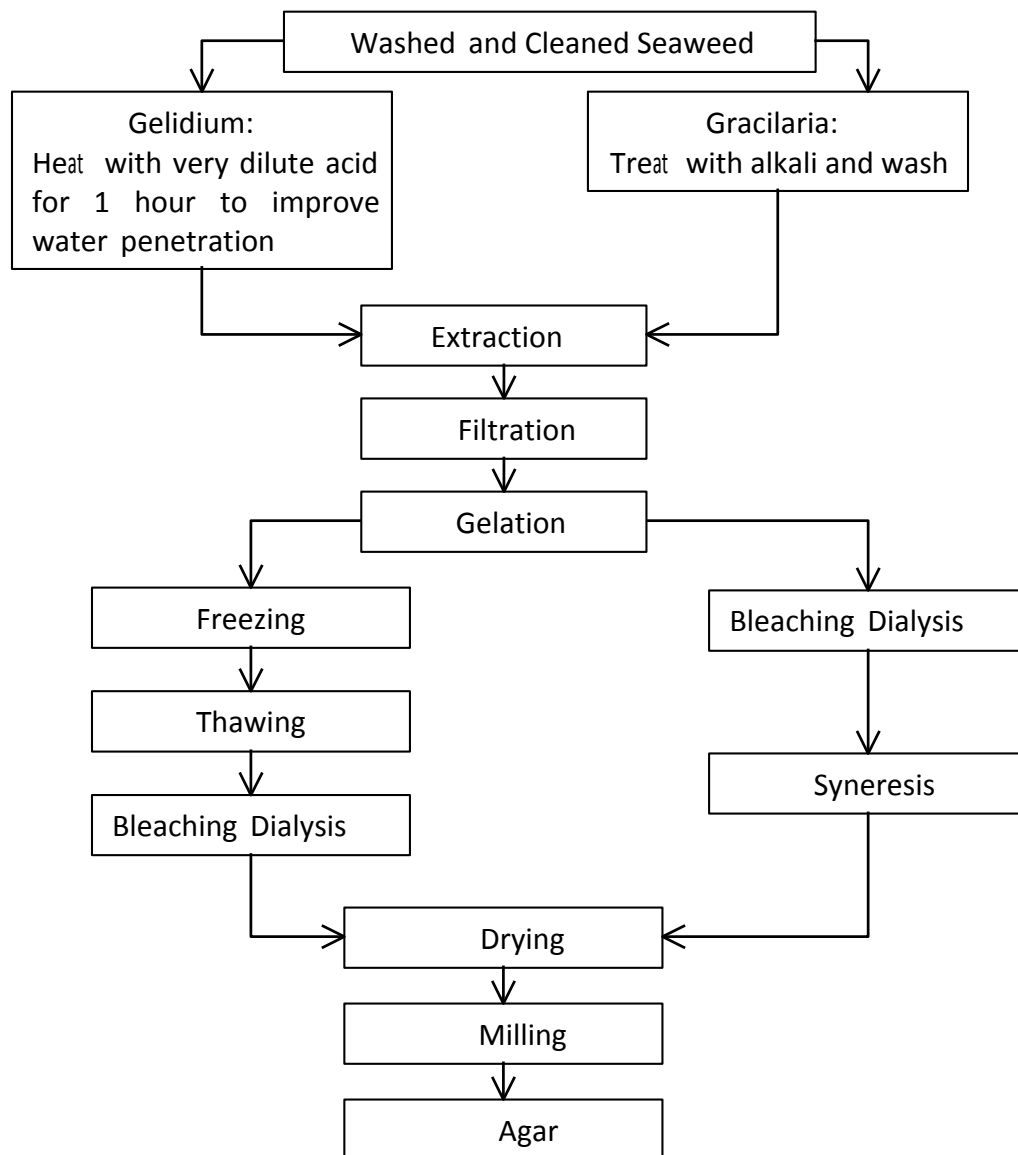 Washed and Cleaned Seaweed
Gelidium:
Heat with very dilute acid
for 1 hour to improve
water penetration
Gracilaria:
Treat with alkali and wash
Extraction
Filtration
Gelation
Freezing
Thawing
Bleaching Dialysis
Bleaching Dialysis
Syneresis
Drying
Milling
Agar